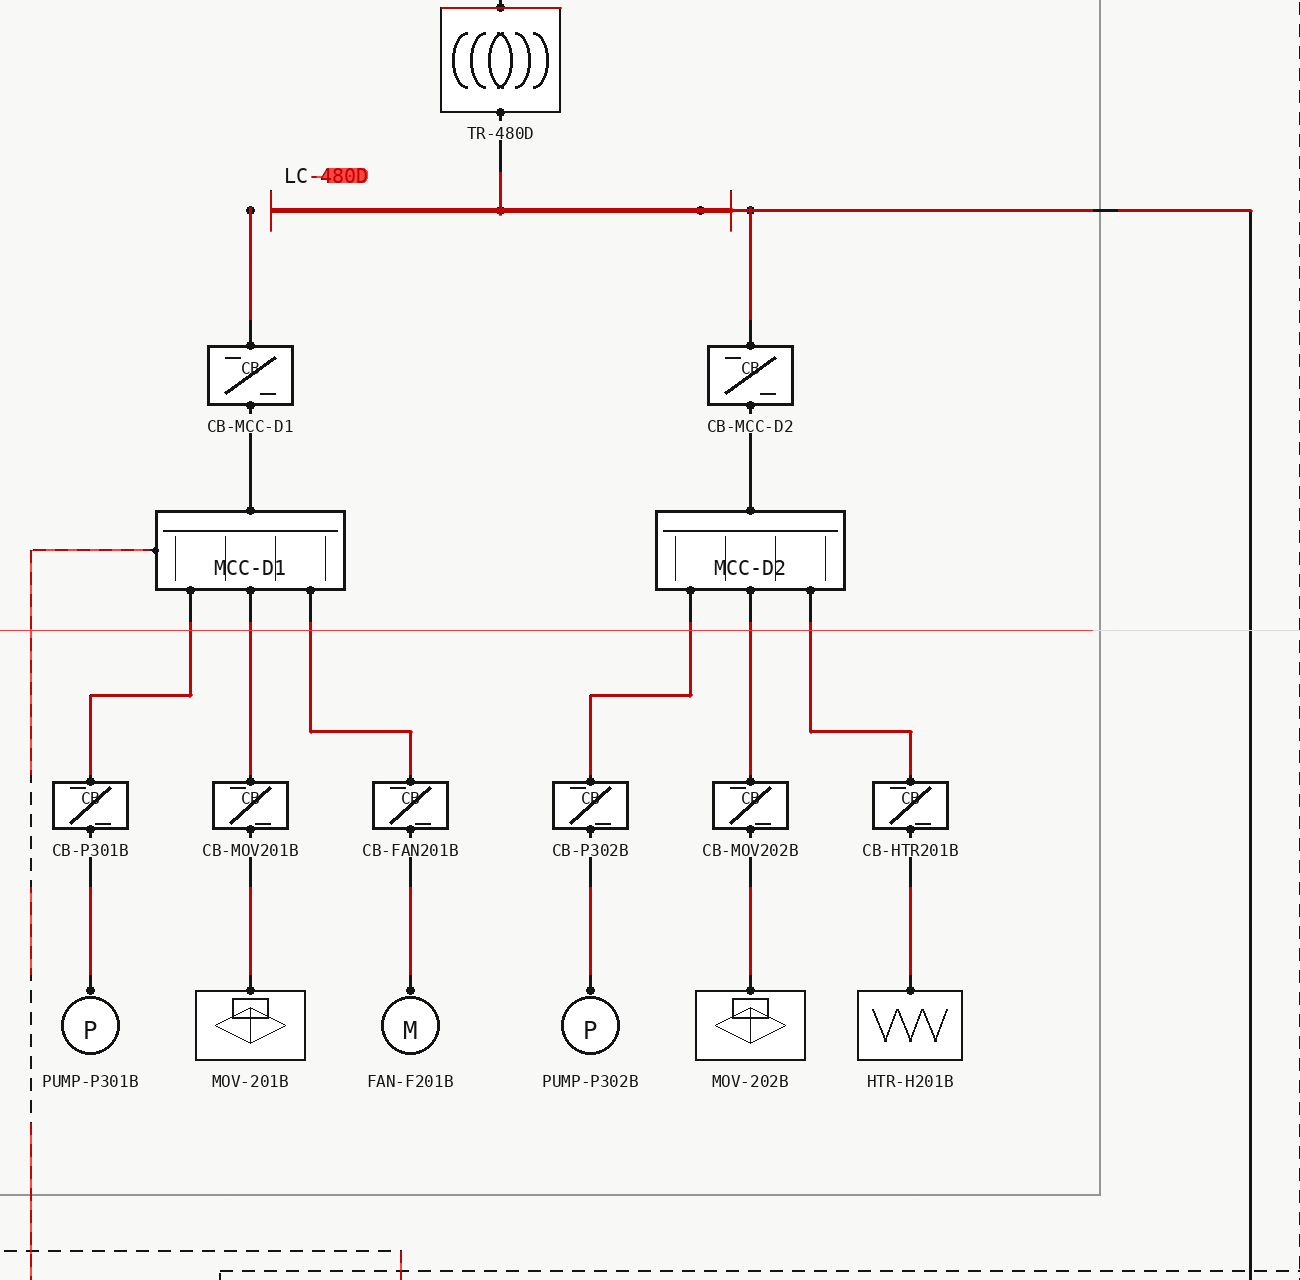 TR-480D
LC-480D
CB
CB
CB-MCC-D1
CB-MCC-D2
MCC-D1
MCC-D2
CB
CB
CB
CB
CB
CB
CB-P301B
CB-MOV201B
CB-FAN201B
CB-P302B
CB-MOV202B
CB-HTR201B
P
M
P
PUMP-P301B
MOV-201B
FAN-F201B
PUMP-P302B
MOV-202B
HTR-H201B